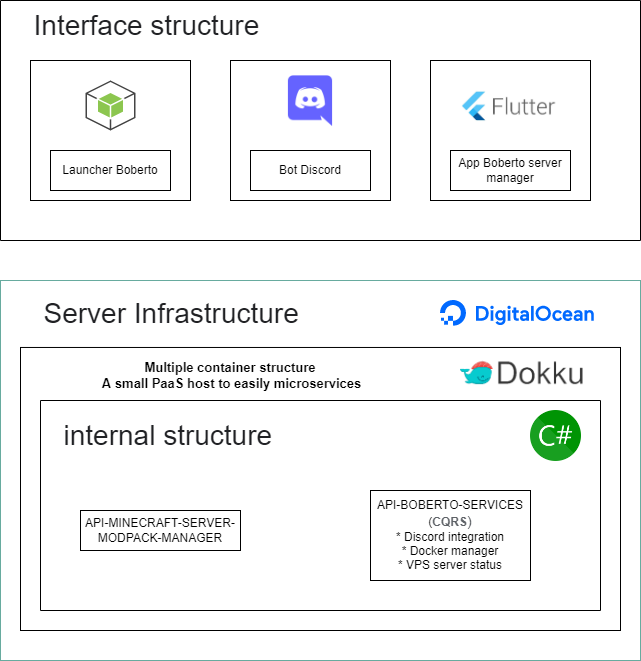 Interface structure
Flutter
Launcher Boberto
Bot Discord
App Boberto server
manager
Server Infrastructure
DigitalOcean
Multiple container structure
A small PaaS host to easily microservices
Dokku
internal structure
C#
API-MINECRAFT-SERVER-
MODPACK-MANAGER
API-BOBERTO-SERVICES
(CQRS)
* Discord integration
* Docker manager
* VPS server status